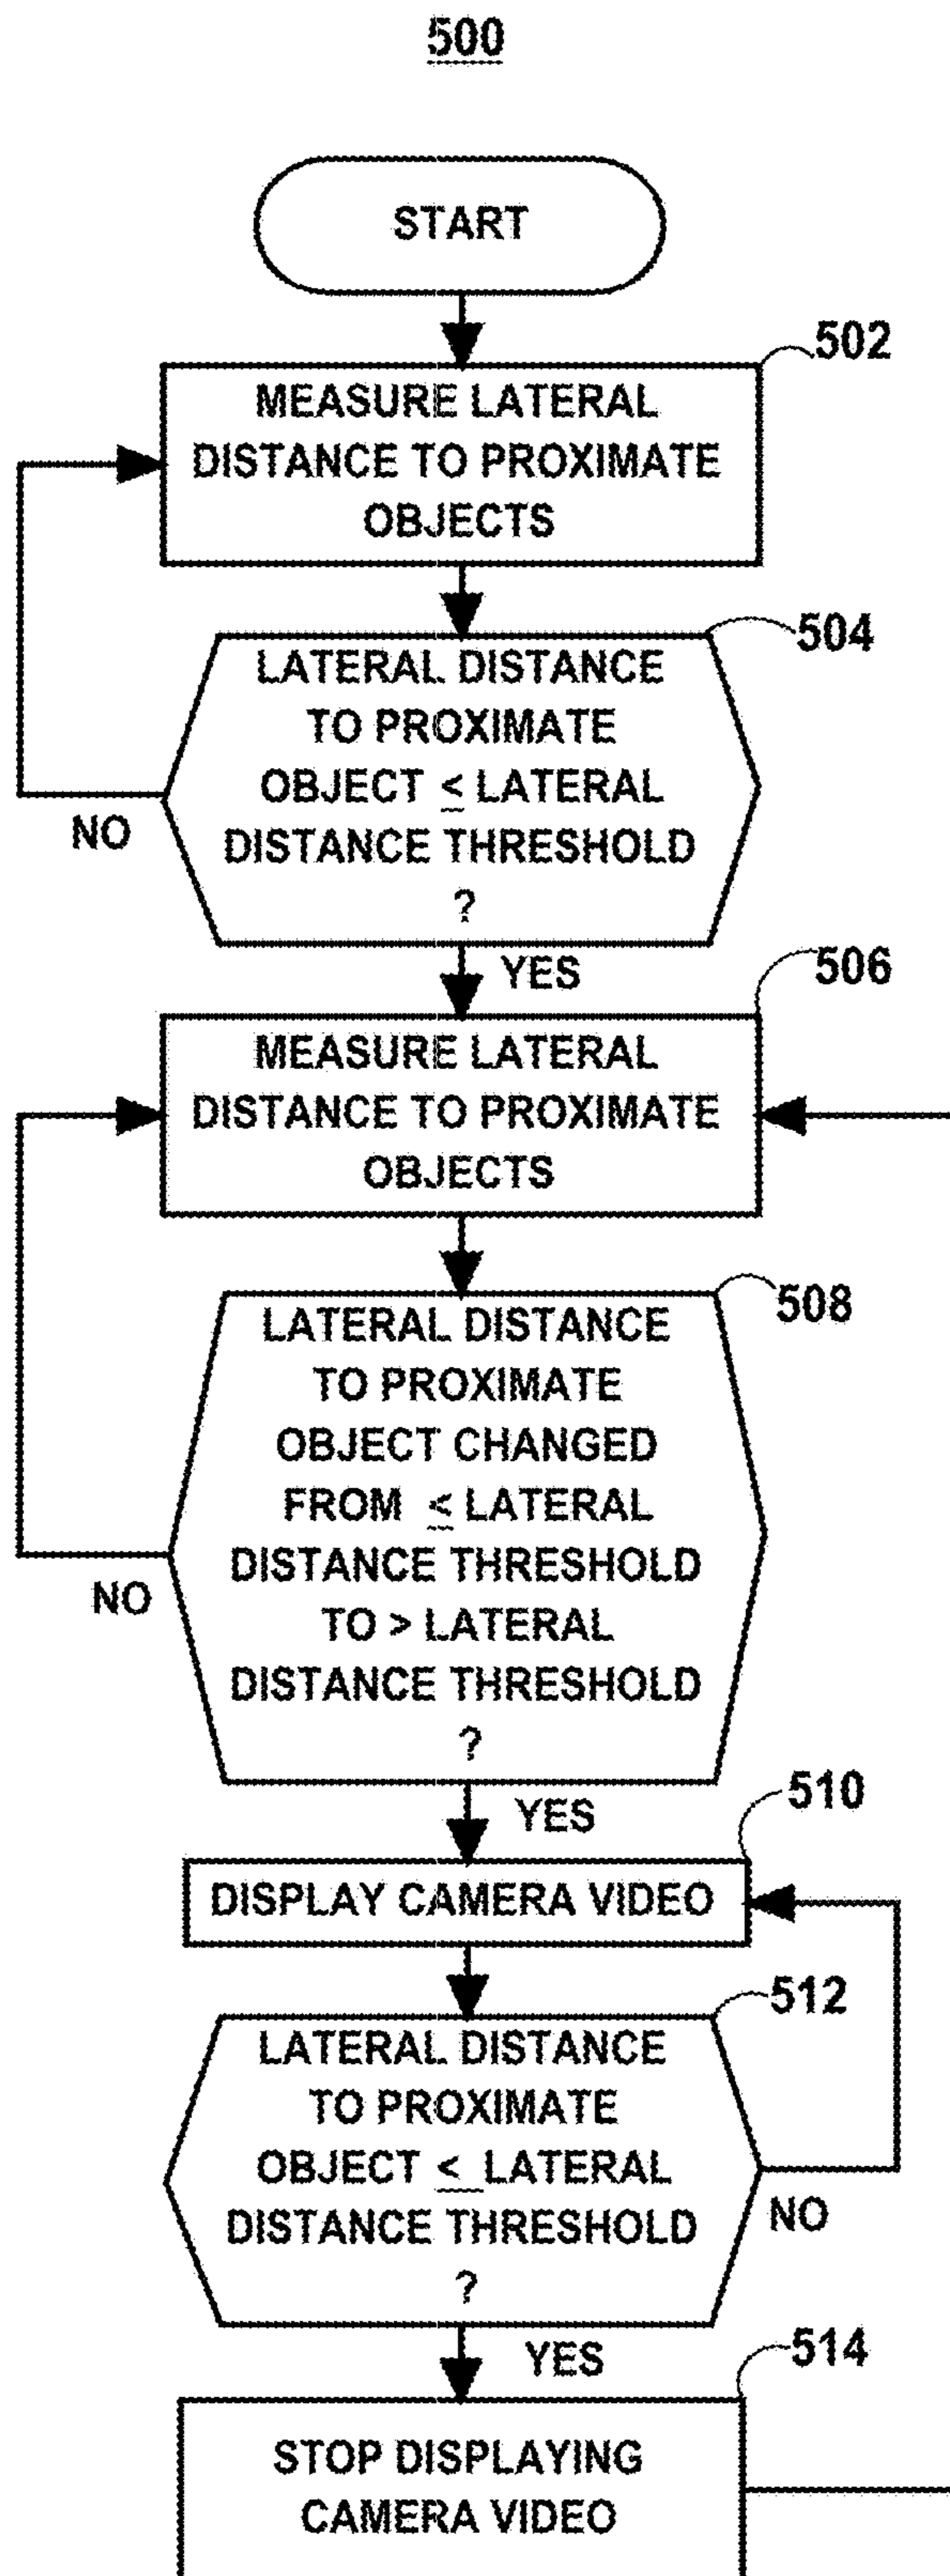 500
START
502
MEASURE LATERAL
DISTANCE TO PROXIMATE
OBJECTS
504
LATERAL DISTANCE
TO PROXIMATE
OBJECT ≤ LATERAL
DISTANCE THRESHOLD
?
NO
YES
506
MEASURE LATERAL
DISTANCE TO PROXIMATE
OBJECTS
508
LATERAL DISTANCE
TO PROXIMATE
OBJECT CHANGED
FROM ≤ LATERAL
DISTANCE THRESHOLD
TO > LATERAL
DISTANCE THRESHOLD
?
NO
YES
510
DISPLAY CAMERA VIDEO
512
LATERAL DISTANCE
TO PROXIMATE
OBJECT ≤ LATERAL
DISTANCE THRESHOLD
?
NO
YES
514
STOP DISPLAYING
CAMERA VIDEO